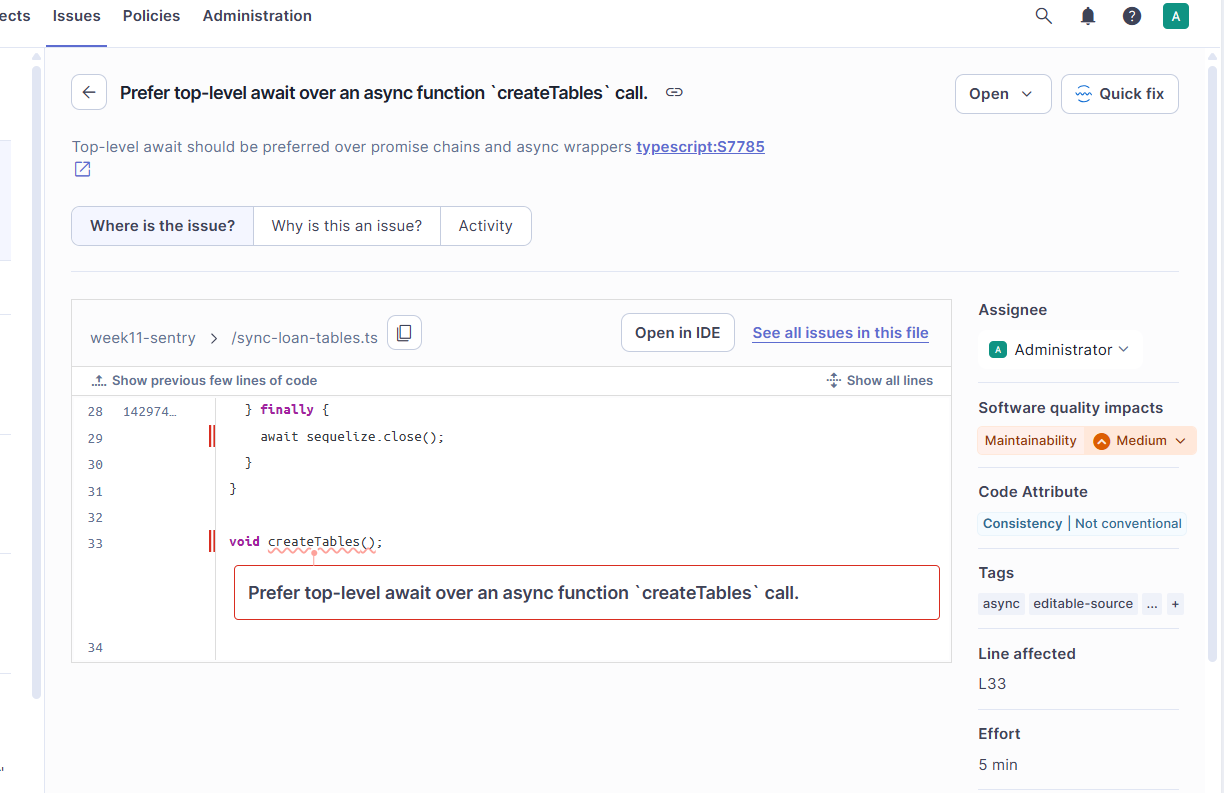 ects Issues Policies Administration A
Prefer top-level await over an async function `createTables` call. Open Quick fix
Top-level await should be preferred over promise chains and async wrappers typescript:S7785
Where is the issue? Why is this an issue? Activity
week11-sentry /sync-loan-tables.ts Open in IDE See all issues in this file
Show previous few lines of code Show all lines
28 142974… } finally {
29 await sequelize.close();
30 }
31 }
32
33 void createTables();
Prefer top-level await over an async function `createTables` call.
34
Assignee
A Administrator
Software quality impacts
Maintainability Medium
Code Attribute
Consistency | Not conventional
Tags
async editable-source ... +
Line affected
L33
Effort
5 min